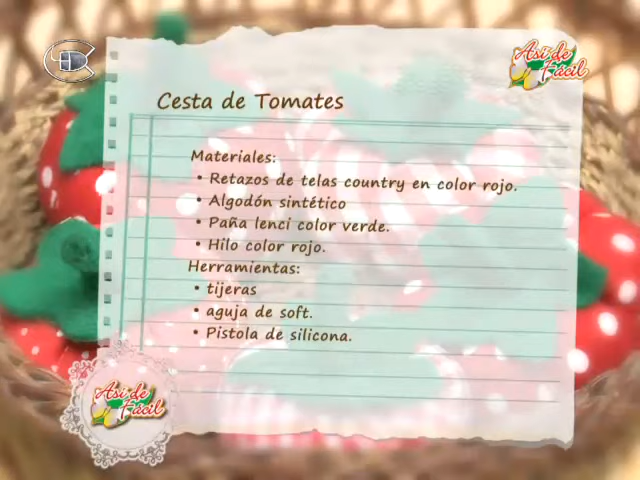 Así de
Fácil
Cesta de Tomates
Materiales:
• Retazos de telas country en color rojo.
• Algodón sintético
• Paña lenci color verde.
• Hilo color rojo.
Herramientas:
• tijeras
• aguja de soft.
• Pistola de silicona.
Así de
Fácil